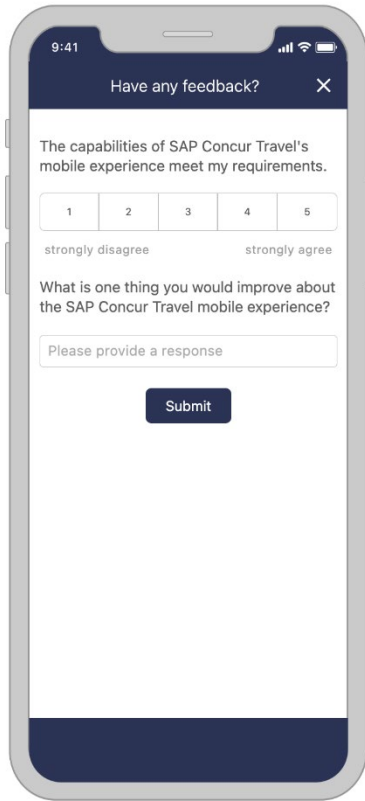 9:41
Have any feedback?
The capabilities of SAP Concur Travel's
mobile experience meet my requirements.
1 2 3 4 5
strongly disagree strongly agree
What is one thing you would improve about
the SAP Concur Travel mobile experience?
Please provide a response
Submit